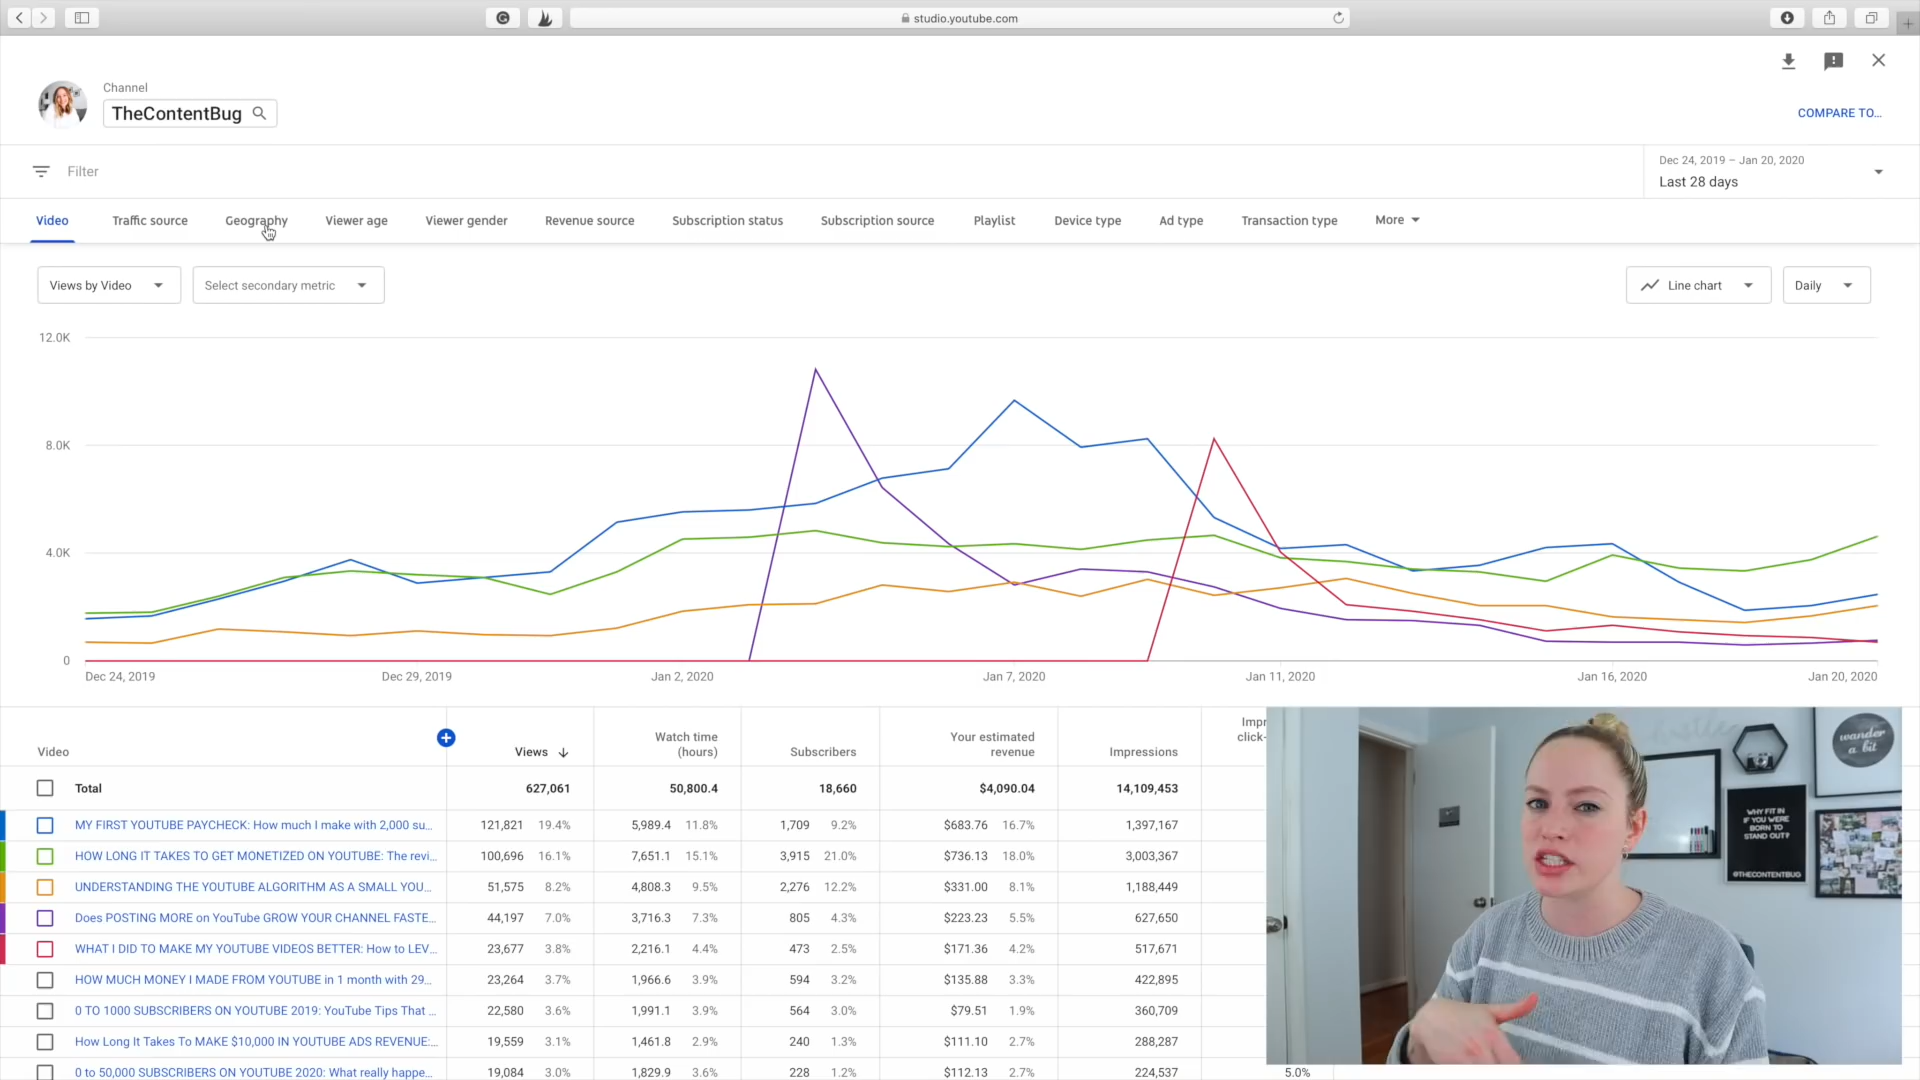 studio.youtube.com
Channel
TheContentBug
COMPARE TO...
Filter
Dec 24, 2019 – Jan 20, 2020
Last 28 days
Video Traffic source Geography Viewer age Viewer gender Revenue source Subscription status Subscription source Playlist Device type Ad type Transaction type More
Views by Video Select secondary metric Line chart Daily
12.0K
8.0K
4.0K
0
Dec 24, 2019 Dec 29, 2019 Jan 2, 2020 Jan 7, 2020 Jan 11, 2020 Jan 16, 2020 Jan 20, 2020
Video Views Watch time (hours) Subscribers Your estimated revenue Impressions Impr click-
Total 627,061 50,800.4 18,660 $4,090.04 14,109,453
MY FIRST YOUTUBE PAYCHECK: How much I make with 2,000 su... 121,821 19.4% 5,989.4 11.8% 1,709 9.2% $683.76 16.7% 1,397,167
HOW LONG IT TAKES TO GET MONETIZED ON YOUTUBE: The revi... 100,696 16.1% 7,651.1 15.1% 3,915 21.0% $736.13 18.0% 3,003,367
UNDERSTANDING THE YOUTUBE ALGORITHM AS A SMALL YOU... 51,575 8.2% 4,808.3 9.5% 2,276 12.2% $331.00 8.1% 1,188,449
Does POSTING MORE on YouTube GROW YOUR CHANNEL FASTE... 44,197 7.0% 3,716.3 7.3% 805 4.3% $223.23 5.5% 627,650
WHAT I DID TO MAKE MY YOUTUBE VIDEOS BETTER: How to LEV... 23,677 3.8% 2,216.1 4.4% 473 2.5% $171.36 4.2% 517,671
HOW MUCH MONEY I MADE FROM YOUTUBE in 1 month with 29... 23,264 3.7% 1,966.6 3.9% 594 3.2% $135.88 3.3% 422,895
0 TO 1000 SUBSCRIBERS ON YOUTUBE 2019: YouTube Tips That ... 22,580 3.6% 1,991.1 3.9% 564 3.0% $79.51 1.9% 360,709
How Long It Takes To MAKE $10,000 IN YOUTUBE ADS REVENUE:... 19,559 3.1% 1,461.8 2.9% 240 1.3% $111.10 2.7% 288,287
0 to 50,000 SUBSCRIBERS ON YOUTUBE 2020: What really happe... 19,084 3.0% 1,829.9 3.6% 228 1.2% $112.13 2.7% 224,537 5.0%
wander
a bit
WHY FIT IN
IF YOU WERE
BORN TO
STAND OUT?
@THECONTENTBUG